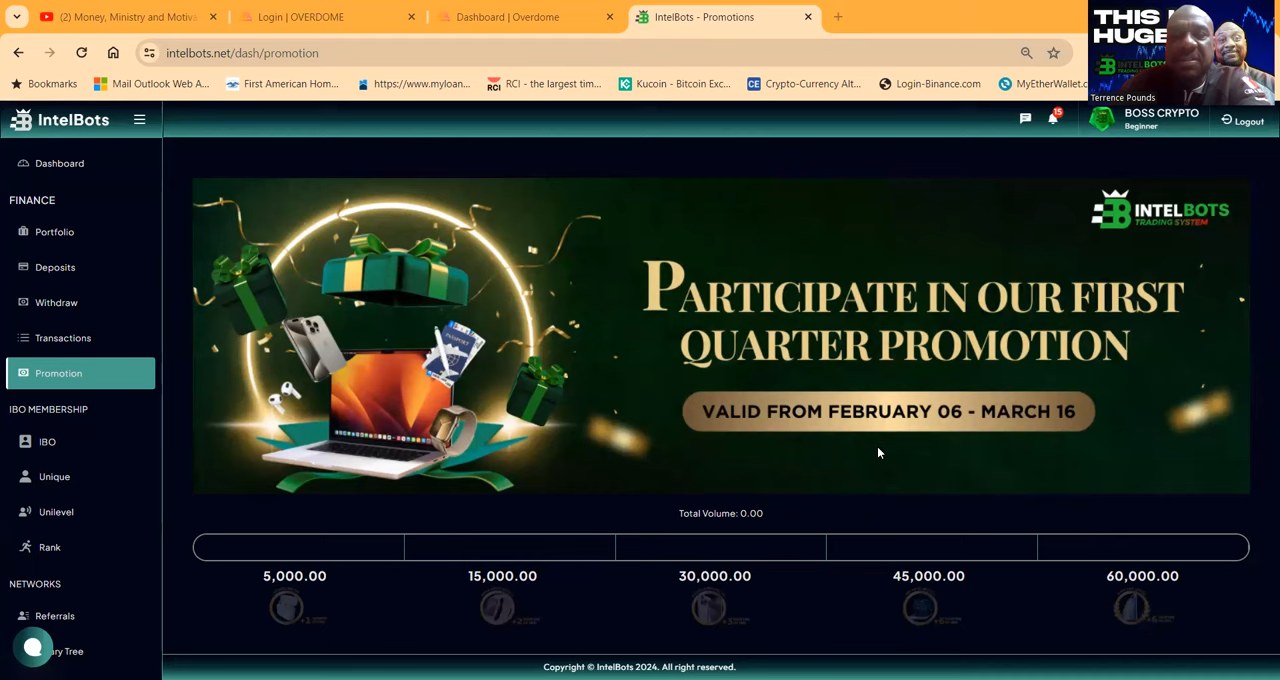 (2) Money, Ministry and Motiva
Login | OVERDOME
Dashboard | Overdome
IntelBots - Promotions
intelbots.net/dash/promotion
Bookmarks
Mail Outlook Web A...
First American Hom...
https://www.myloan...
RCI - the largest tim...
Kucoin - Bitcoin Exc...
Crypto-Currency Alt...
Login-Binance.com
MyEtherWallet.c
THIS I
HUGE
Terrence Pounds
IntelBots
15
BOSS CRYPTO
Beginner
Logout
Dashboard
FINANCE
Portfolio
Deposits
Withdraw
Transactions
Promotion
IBO MEMBERSHIP
IBO
Unique
Unilevel
Rank
NETWORKS
Referrals
ary Tree
INTELBOTS
TRADING SYSTEM
PASSPORT
PARTICIPATE IN OUR FIRST
QUARTER PROMOTION
VALID FROM FEBRUARY 06 - MARCH 16
Total Volume: 0.00
5,000.00
15,000.00
30,000.00
45,000.00
60,000.00
Copyright © IntelBots 2024. All right reserved.